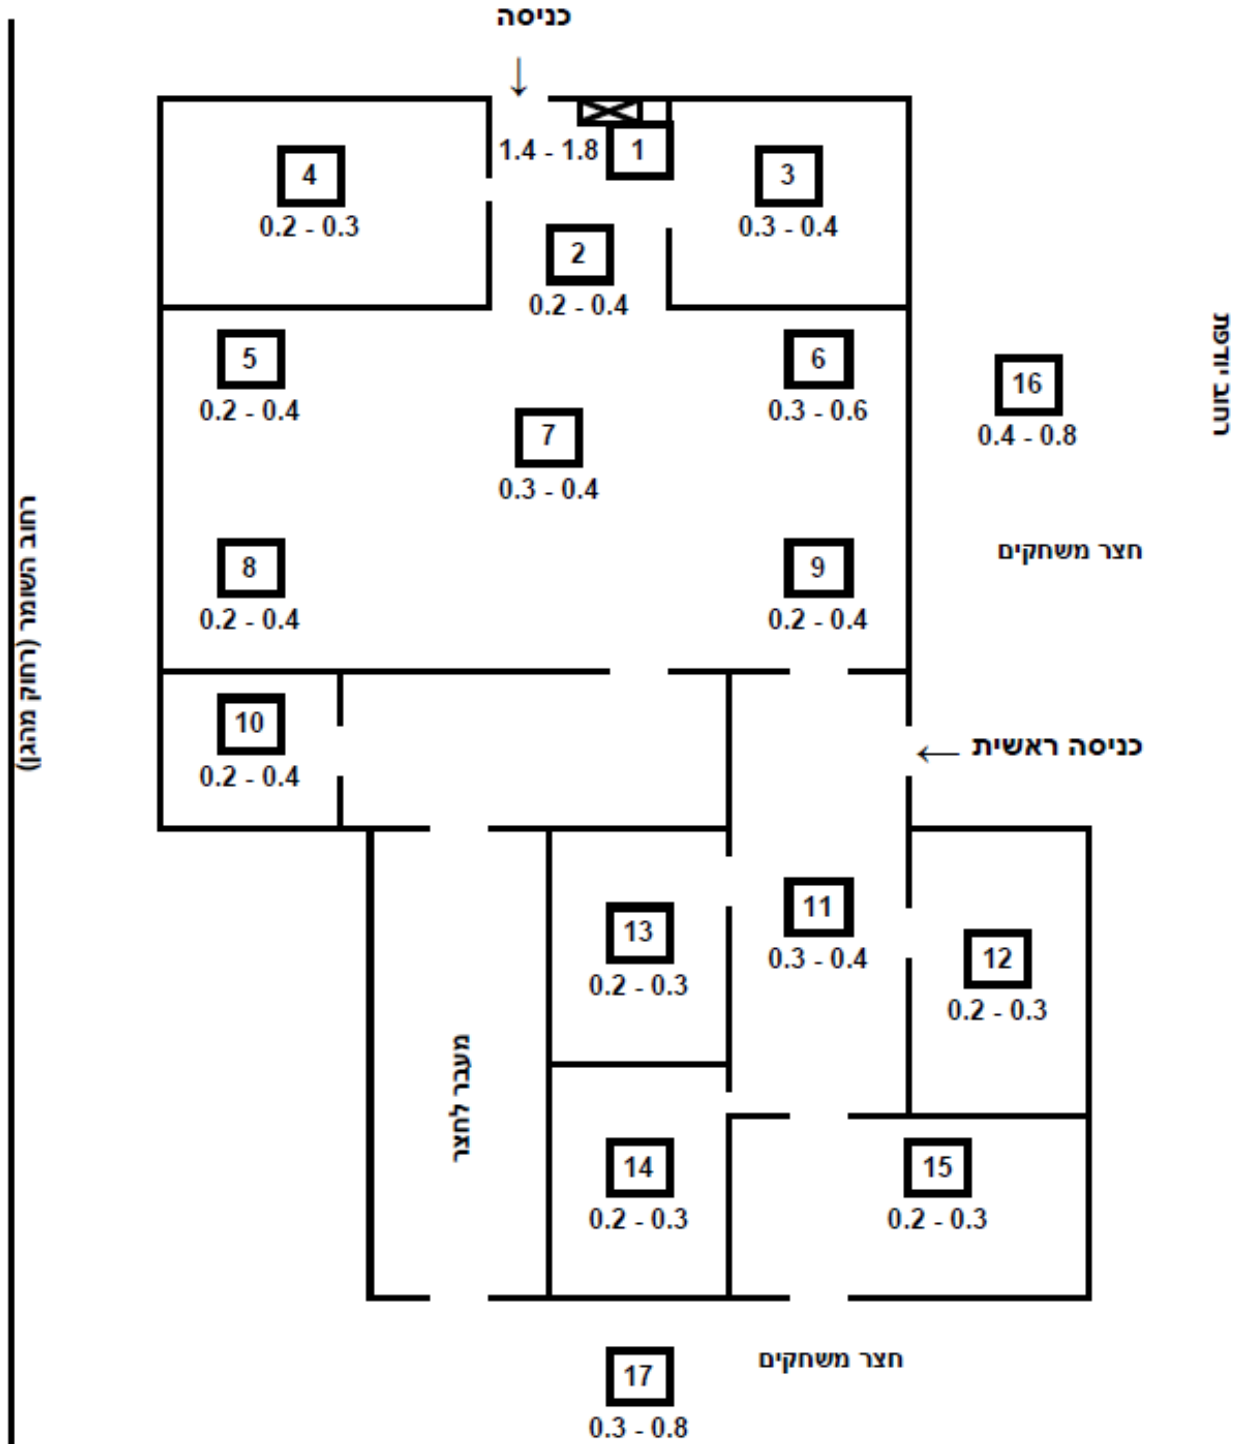 כניסה
↓
1.4 - 1.8 1
4
0.2 - 0.3
3
0.3 - 0.4
2
0.2 - 0.4
5
0.2 - 0.4
6
0.3 - 0.6
16
0.4 - 0.8
רחוב יודפת
7
0.3 - 0.4
רחוב השומר (רחוק מהגן)
חצר משחקים
8
0.2 - 0.4
9
0.2 - 0.4
10
0.2 - 0.4
כניסה ראשית ←
11
0.3 - 0.4
13
0.2 - 0.3
12
0.2 - 0.3
מעבר לחצר
14
0.2 - 0.3
15
0.2 - 0.3
חצר משחקים
17
0.3 - 0.8